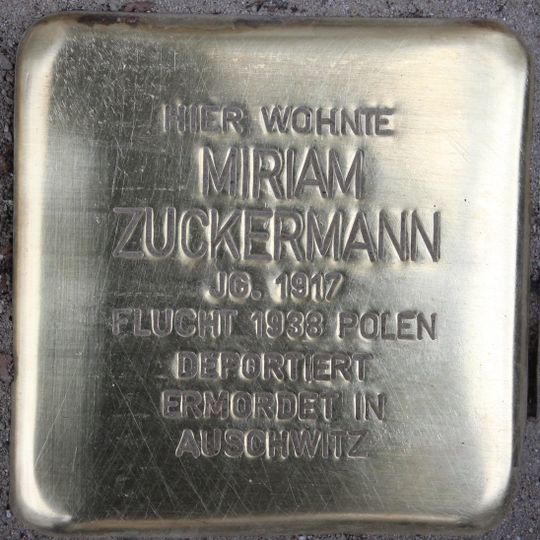 HIER WOHNTE
MIRIAM
ZUCKERMANN
JG. 1917
FLUCHT 1938 POLEN
DEPORTIERT
ERMORDET IN
AUSCHWITZ